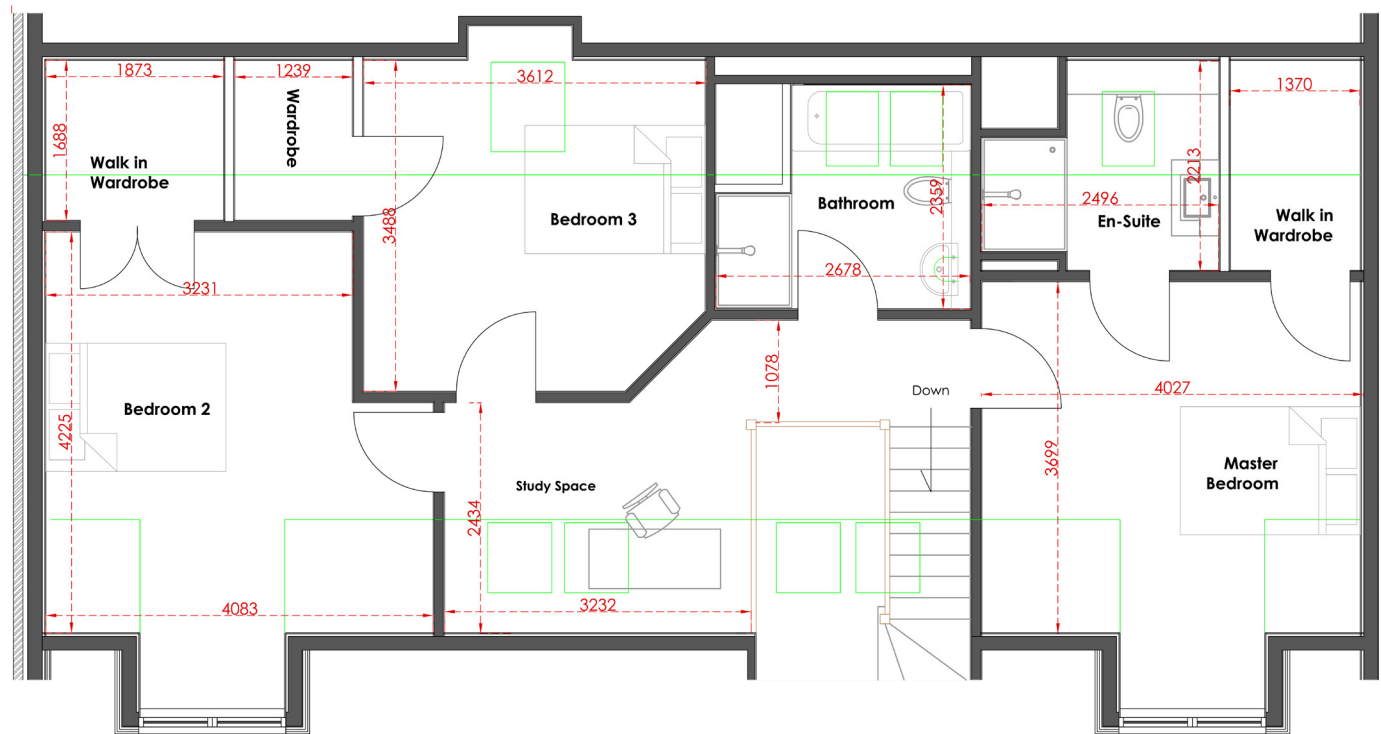 1873
1239
3612
1370
1688
Wardrobe
Walk in
Wardrobe
3488
Bedroom 3
Bathroom
2359
2213
2496
En-Suite
Walk in
Wardrobe
2678
3231
1078
Down
4027
Bedroom 2
4225
3699
Master
Bedroom
Study Space
2434
4083
3232